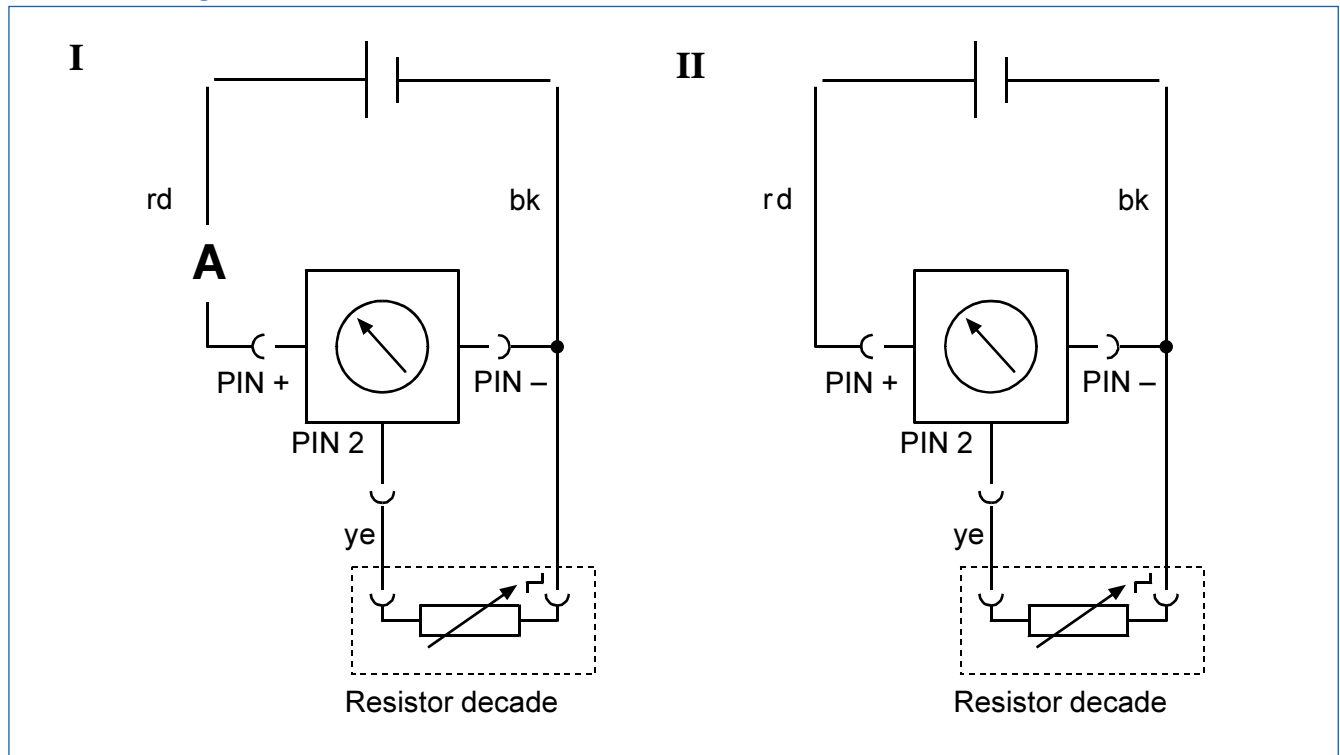 I
II
rd
bk
rd
bk
A
PIN +
PIN –
PIN +
PIN –
PIN 2
PIN 2
ye
ye
Resistor decade
Resistor decade